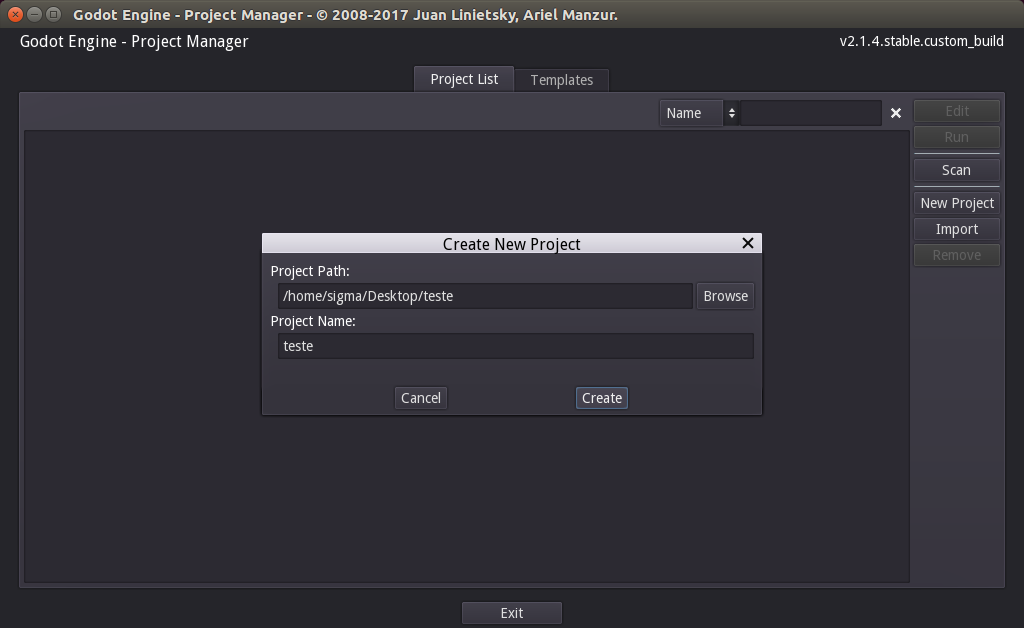 Godot Engine - Project Manager - © 2008-2017 Juan Linietsky, Ariel Manzur.
Godot Engine - Project Manager
v2.1.4.stable.custom_build
Project List
Templates
Name
Edit
Run
Scan
New Project
Import
Remove
Create New Project
Project Path:
/home/sigma/Desktop/teste
Browse
Project Name:
teste
Cancel
Create
Exit